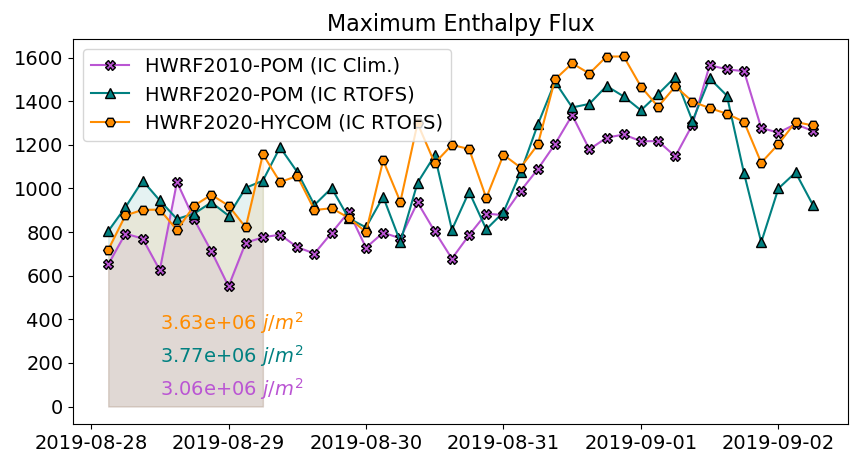 Maximum Enthalpy Flux
HWRF2010-POM (IC Clim.)
HWRF2020-POM (IC RTOFS)
HWRF2020-HYCOM (IC RTOFS)
1600
1400
1200
1000
800
600
400
200
0
3.63e+06 j/m²
3.77e+06 j/m²
3.06e+06 j/m²
2019-08-28 2019-08-29 2019-08-30 2019-08-31 2019-09-01 2019-09-02